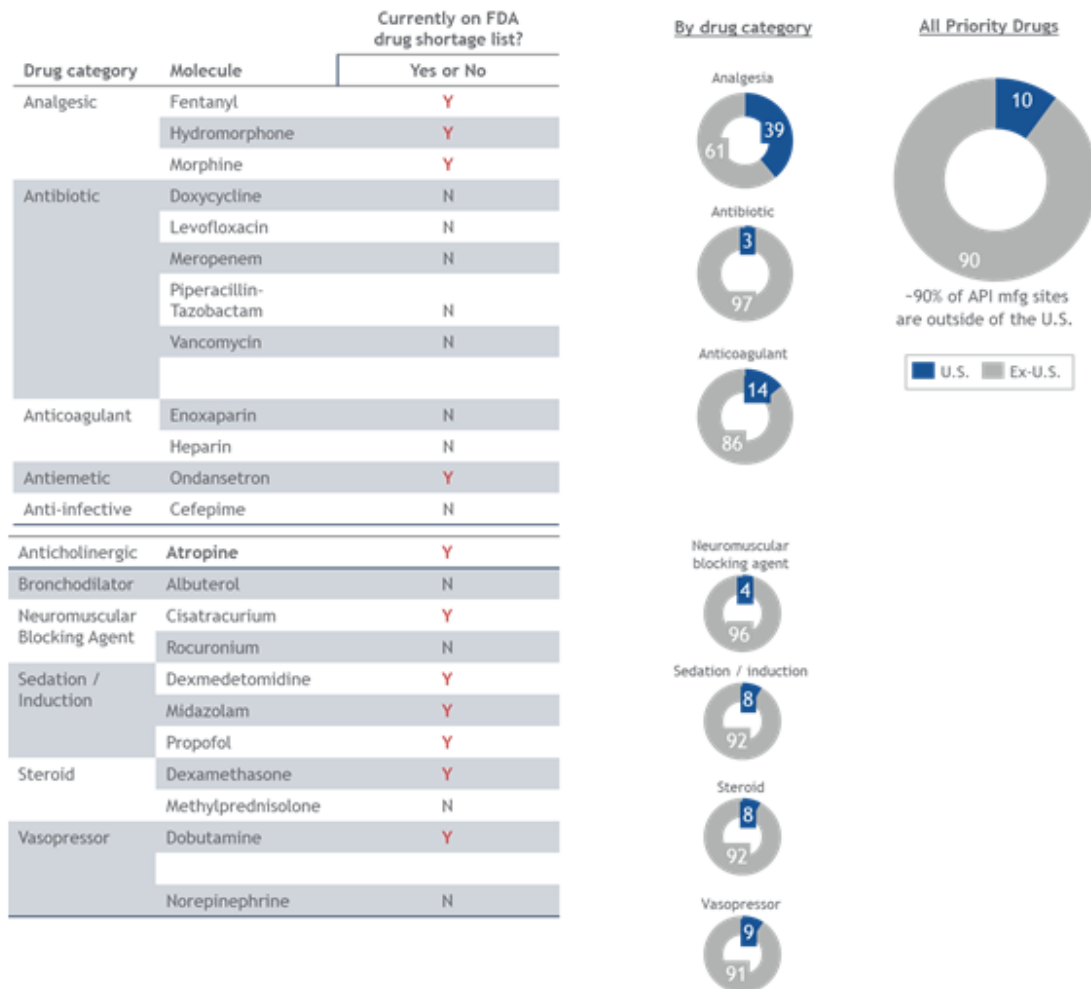 Currently on FDA
drug shortage list?
Drug category Molecule Yes or No
Analgesic Fentanyl Y
Hydromorphone Y
Morphine Y
Antibiotic Doxycycline N
Levofloxacin N
Meropenem N
Piperacillin-
Tazobactam N
Vancomycin N
Anticoagulant Enoxaparin N
Heparin N
Antiemetic Ondansetron Y
Anti-infective Cefepime N
Anticholinergic Atropine Y
Bronchodilator Albuterol N
Neuromuscular Cisatracurium Y
Blocking Agent
Rocuronium N
Sedation / Dexmedetomidine Y
Induction
Midazolam Y
Propofol Y
Steroid Dexamethasone Y
Methylprednisolone N
Vasopressor Dobutamine Y
Norepinephrine N
By drug category
Analgesia
39
61
Antibiotic
3
97
Anticoagulant
14
86
Neuromuscular
blocking agent
4
96
Sedation / induction
8
92
Steroid
8
92
Vasopressor
9
91
All Priority Drugs
10
90
~90% of API mfg sites
are outside of the U.S.
U.S. Ex-U.S.